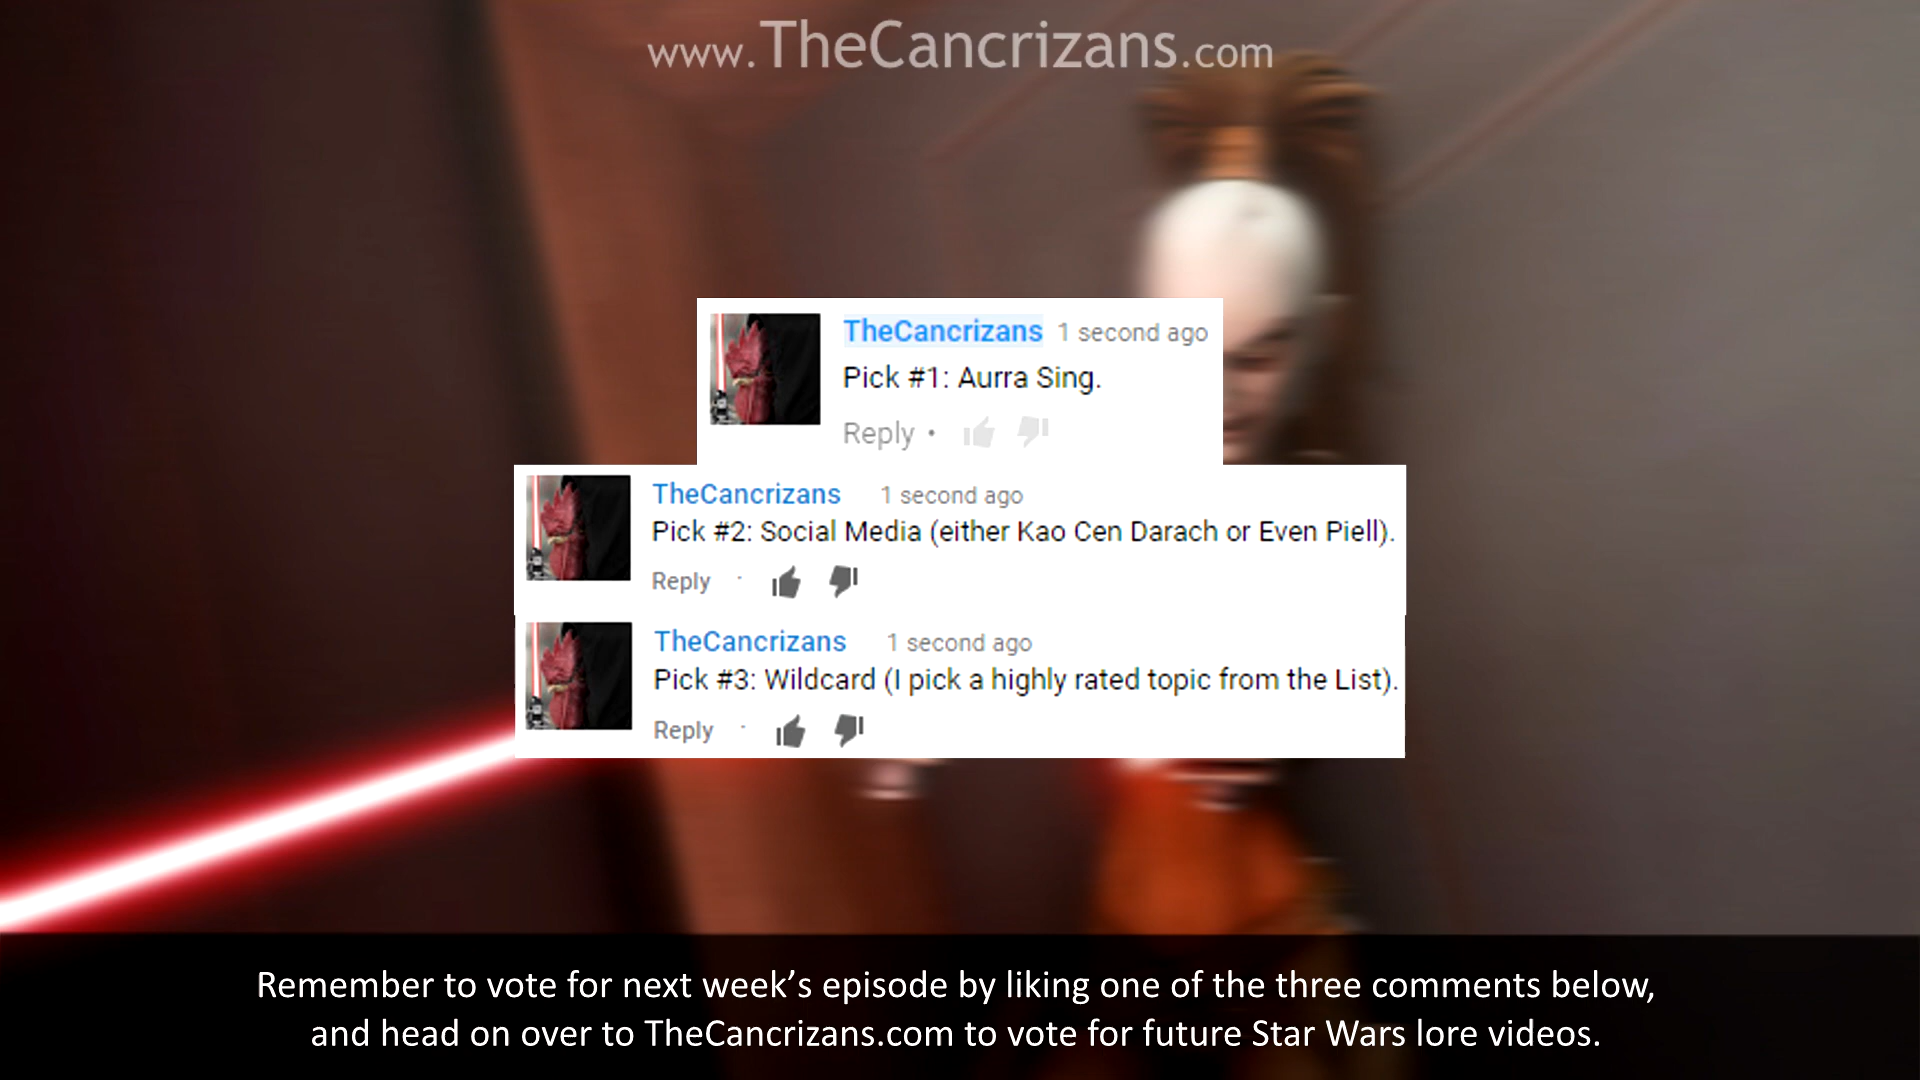 www.TheCancrizans.com
TheCancrizans 1 second ago
Pick #1: Aurra Sing.
Reply •
TheCancrizans 1 second ago
Pick #2: Social Media (either Kao Cen Darach or Even Piell).
Reply ·
TheCancrizans 1 second ago
Pick #3: Wildcard (I pick a highly rated topic from the List).
Reply ·
Remember to vote for next week’s episode by liking one of the three comments below,
and head on over to TheCancrizans.com to vote for future Star Wars lore videos.